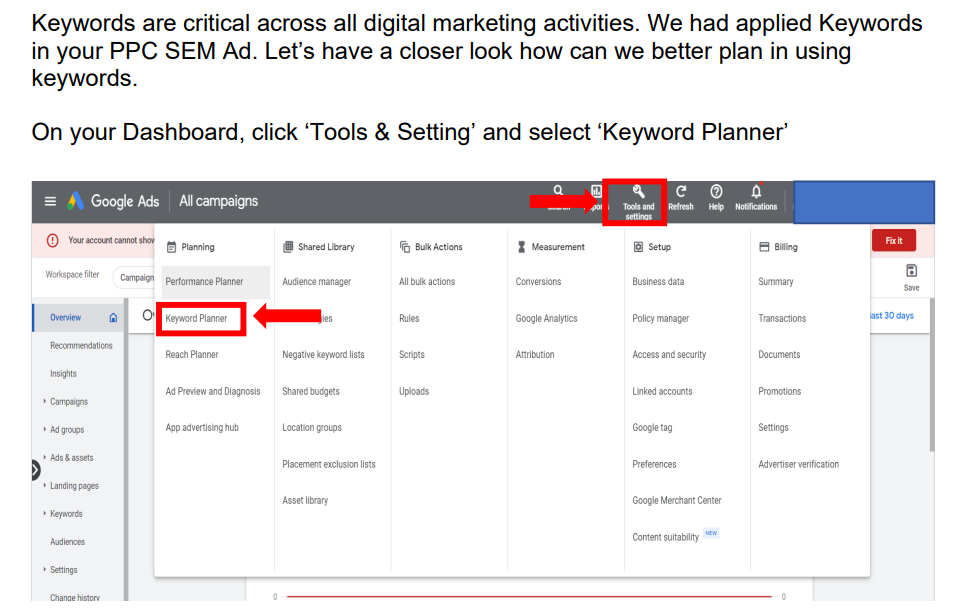 Keywords are critical across all digital marketing activities. We had applied Keywords
in your PPC SEM Ad. Let's have a closer look how can we better plan in using
keywords.
On your Dashboard, click 'Tools & Setting' and select 'Keyword Planner'
Google Ads All campaigns
Tools and
settings
Refresh
Help
Notifications
Your account cannot show
Fix it
Workspace filter
Campaign
Save
Overview
Recommendations
Insights
Campaigns
Ad groups
Ads & assets
Landing pages
Keywords
Audiences
Settings
Change history
Planning
Performance Planner
Keyword Planner
Reach Planner
Ad Preview and Diagnosis
App advertising hub
Shared Library
Audience manager
Negative keyword lists
Shared budgets
Location groups
Placement exclusion lists
Asset library
Bulk Actions
All bulk actions
Rules
Scripts
Uploads
Measurement
Conversions
Google Analytics
Attribution
Setup
Business data
Policy manager
Access and security
Linked accounts
Google tag
Preferences
Google Merchant Center
Content suitability NEW
Billing
Summary
Transactions
Documents
Promotions
Settings
Advertiser verification
last 30 days
0
0